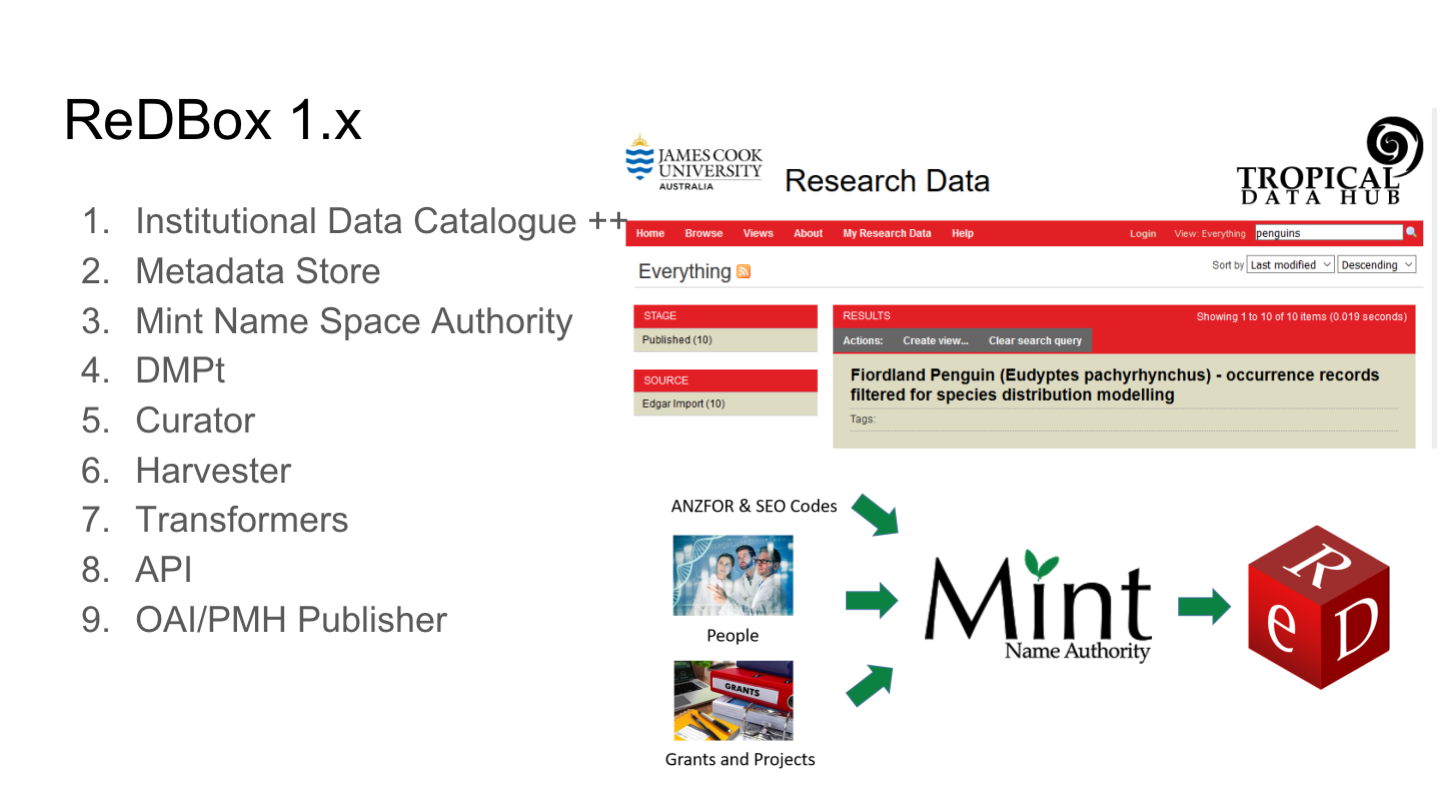 ReDBox 1.x
1. Institutional Data Catalogue ++
2. Metadata Store
3. Mint Name Space Authority
4. DMPt
5. Curator
6. Harvester
7. Transformers
8. API
9. OAI/PMH Publisher
JAMES COOK
UNIVERSITY
AUSTRALIA
Research Data
TROPICAL
DATA HUB
Home Browse Views About My Research Data Help Login View: Everything penguins
Everything
Sort by Last modified Descending
STAGE
Published (10)
SOURCE
Edgar Import (10)
RESULTS Showing 1 to 10 of 10 items (0.019 seconds)
Actions: Create view... Clear search query
Fiordland Penguin (Eudyptes pachyrhynchus) - occurrence records
filtered for species distribution modelling
Tags:
ANZFOR & SEO Codes
People
GRANTS
Grants and Projects
Mint
Name Authority
R
e D